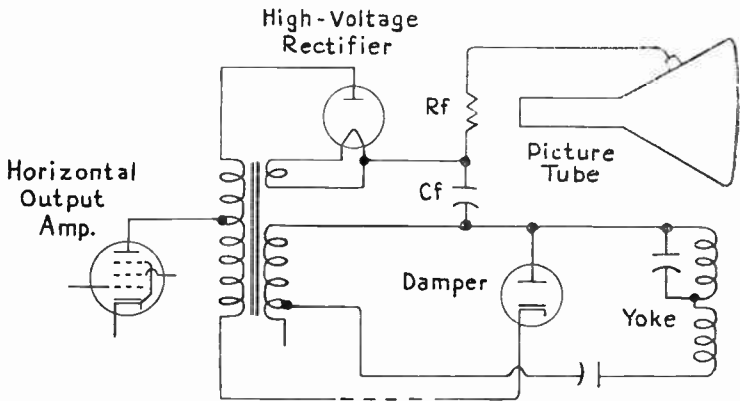 High-Voltage
Rectifier
Rf
Picture
Tube
Horizontal
Output
Amp.
Cf
Damper
Yoke